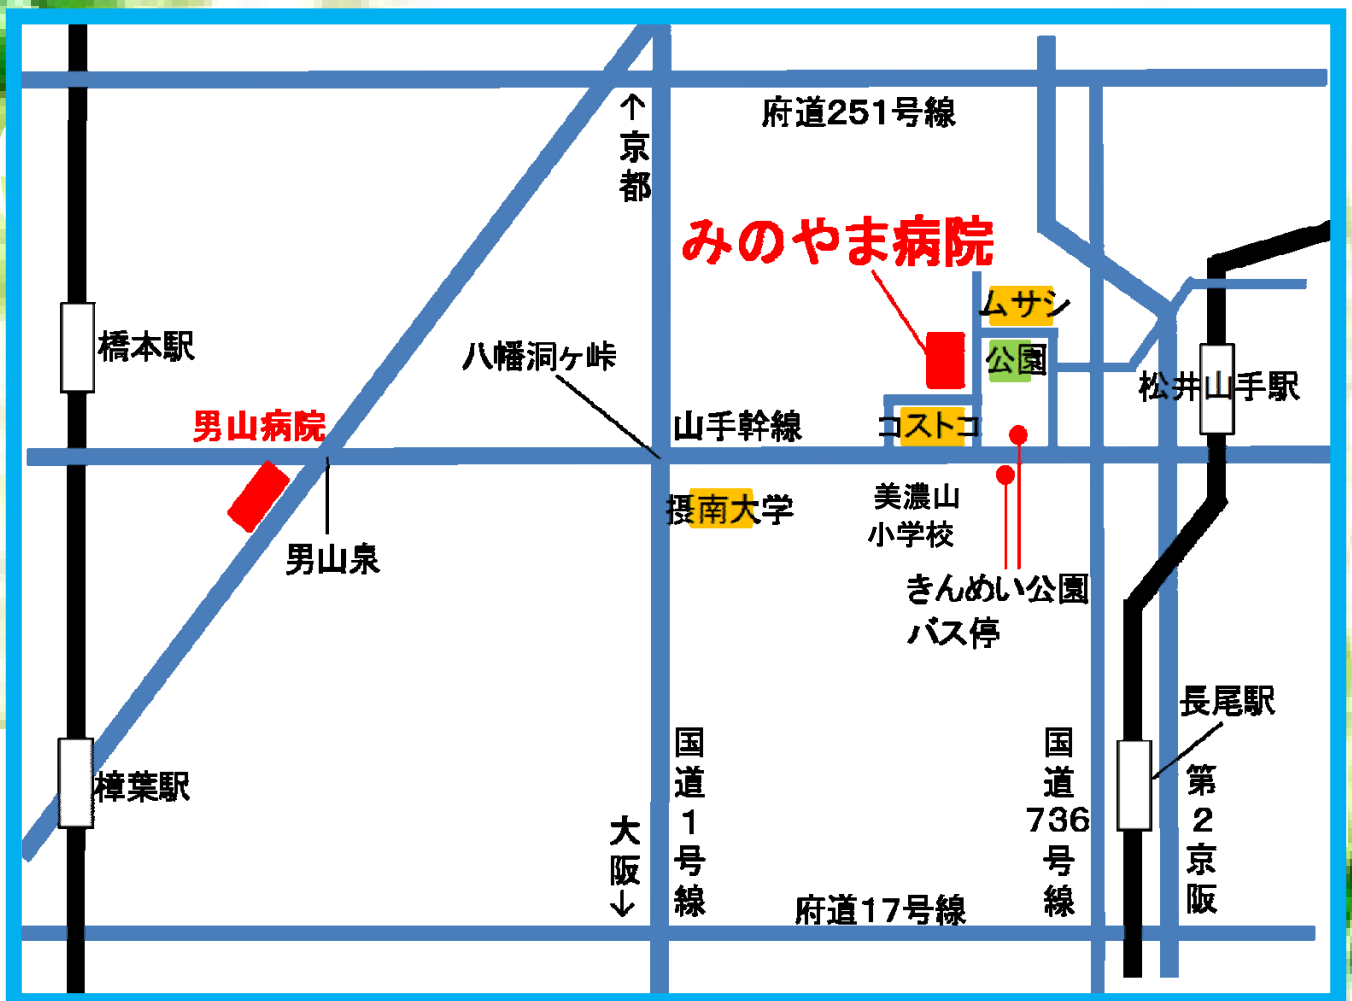 府道251号線
↑京都
みのやま病院
ムサシ
橋本駅
八幡洞ヶ峠
公園
松井山手駅
男山病院
山手幹線
コストコ
摂南大学
美濃山
小学校
男山泉
きんめい公園
バス停
長尾駅
樟葉駅
大阪↓
国道1号線
国道736号線
第2京阪
府道17号線